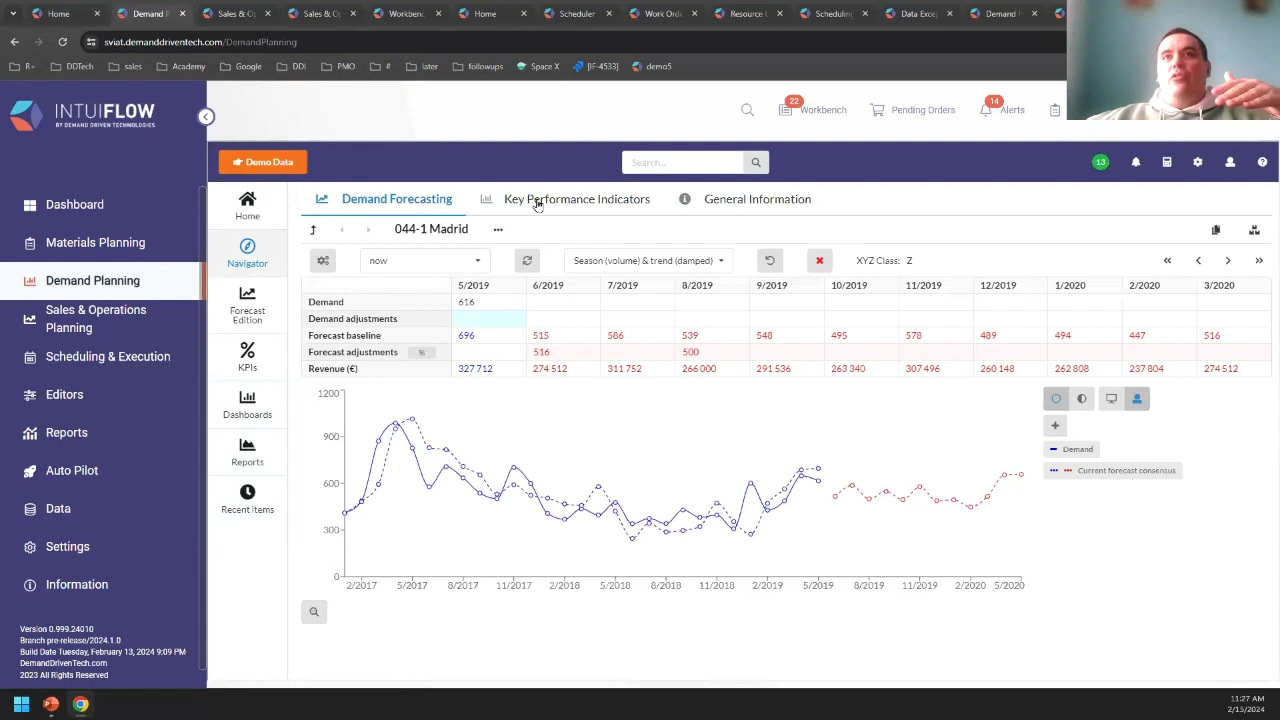 Home
Demand P
Sales & O
Sales & O
Workben
Home
Scheduler
Work Ord
Resource
Scheduling
Data Exce
Demand
sviat.demanddriventech.com/DemandPlanning
R+
DDTech
sales
Academy
Google
DDI
PMO
#
later
followups
Space X
[IF-4533]
demo5
INTUIFLOW
BY DEMAND DRIVEN TECHNOLOGIES
22
Workbench
Pending Orders
14
Alerts
Demo Data
Search...
13
Dashboard
Materials Planning
Demand Planning
Sales & Operations
Planning
Scheduling & Execution
Editors
Reports
Auto Pilot
Data
Settings
Information
Version 0.999.24010
Branch pre-release/2024.1.0
Build Date Tuesday, February 13, 2024 9:09 PM
DemandDrivenTech.com
2023 All Rights Reserved
Home
Navigator
Forecast
Edition
KPIs
Dashboards
Reports
Recent items
Demand Forecasting
Key Performance Indicators
General Information
044-1 Madrid
now
Season (volume) & trend (damped)
XYZ Class: Z
5/2019 6/2019 7/2019 8/2019 9/2019 10/2019 11/2019 12/2019 1/2020 2/2020 3/2020
Demand 616
Demand adjustments
Forecast baseline 696 515 586 539 548 495 578 489 494 447 516
Forecast adjustments % 516 500
Revenue (€) 327 712 274 512 311 752 266 000 291 536 263 340 307 496 260 148 262 808 237 804 274 512
1200
900
600
300
0
2/2017 5/2017 8/2017 11/2017 2/2018 5/2018 8/2018 11/2018 2/2019 5/2019 8/2019 11/2019 2/2020 5/2020
Demand
Current forecast consensus
11:27 AM
2/15/2024